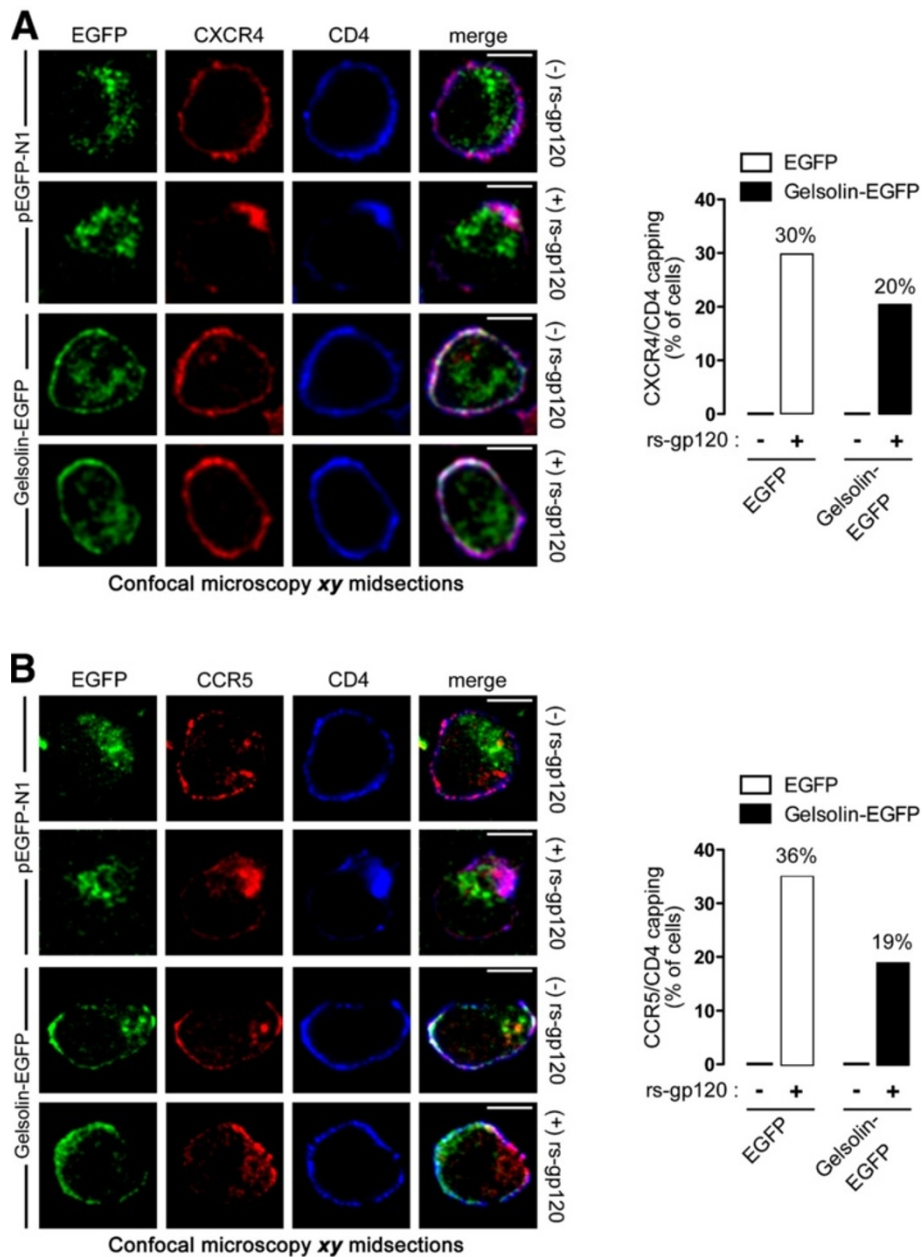 A
EGFP CXCR4 CD4 merge
pEGFP-N1
(-) rs-gp120
(+) rs-gp120
Gelsolin-EGFP
(-) rs-gp120
(+) rs-gp120
Confocal microscopy xy midsections
EGFP
Gelsolin-EGFP
CXCR4/CD4 capping
(% of cells)
40
30
20
10
0
30%
20%
rs-gp120 : - + - +
EGFP
Gelsolin-
EGFP
B
EGFP CCR5 CD4 merge
pEGFP-N1
(-) rs-gp120
(+) rs-gp120
Gelsolin-EGFP
(-) rs-gp120
(+) rs-gp120
Confocal microscopy xy midsections
EGFP
Gelsolin-EGFP
CCR5/CD4 capping
(% of cells)
40
30
20
10
0
36%
19%
rs-gp120 : - + - +
EGFP
Gelsolin-
EGFP